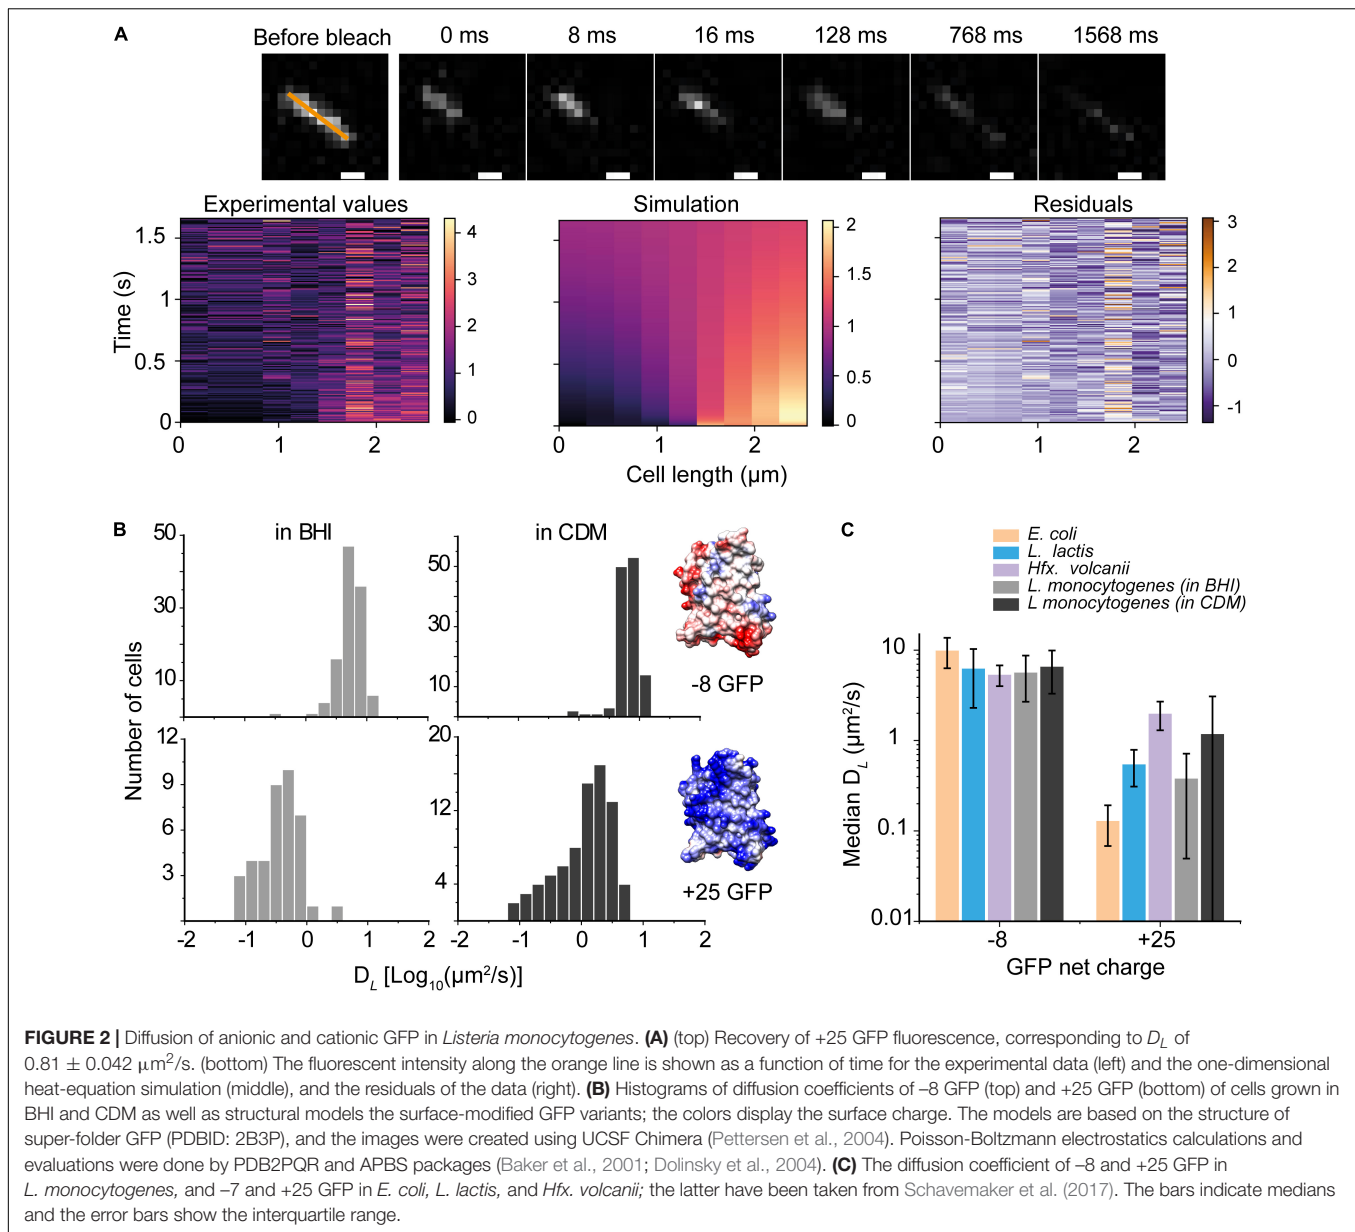 A
Before bleach 0 ms 8 ms 16 ms 128 ms 768 ms 1568 ms
Experimental values Simulation Residuals
Time (s)
1.5
1
0.5
0
0 1 2
4
3
2
1
0
0 1 2
2
1.5
1
0.5
0
0 1 2
3
2
1
0
-1
Cell length (µm)
B
in BHI in CDM
Number of cells
50
30
10
50
30
10
-8 GFP
12
9
6
3
20
12
4
+25 GFP
-2 -1 0 1 2
-2 -1 0 1 2
D_L [Log₁₀(µm²/s)]
C
E. coli
L. lactis
Hfx. volcanii
L. monocytogenes (in BHI)
L monocytogenes (in CDM)
Median D_L (µm²/s)
10
1
0.1
0.01
-8 +25
GFP net charge
FIGURE 2 | Diffusion of anionic and cationic GFP in Listeria monocytogenes. (A) (top) Recovery of +25 GFP fluorescence, corresponding to D_L of
0.81 ± 0.042 µm²/s. (bottom) The fluorescent intensity along the orange line is shown as a function of time for the experimental data (left) and the one-dimensional
heat-equation simulation (middle), and the residuals of the data (right). (B) Histograms of diffusion coefficients of –8 GFP (top) and +25 GFP (bottom) of cells grown in
BHI and CDM as well as structural models the surface-modified GFP variants; the colors display the surface charge. The models are based on the structure of
super-folder GFP (PDBID: 2B3P), and the images were created using UCSF Chimera (Pettersen et al., 2004). Poisson-Boltzmann electrostatics calculations and
evaluations were done by PDB2PQR and APBS packages (Baker et al., 2001; Dolinsky et al., 2004). (C) The diffusion coefficient of –8 and +25 GFP in
L. monocytogenes, and –7 and +25 GFP in E. coli, L. lactis, and Hfx. volcanii; the latter have been taken from Schavemaker et al. (2017). The bars indicate medians
and the error bars show the interquartile range.